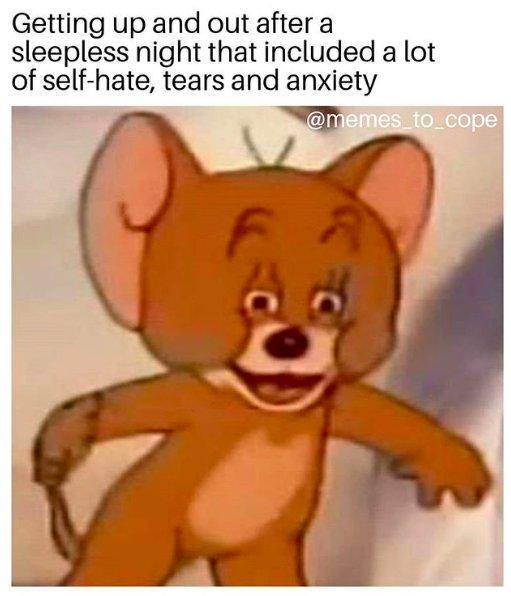 Getting up and out after a
sleepless night that included a lot
of self-hate, tears and anxiety
@memes_to_cope